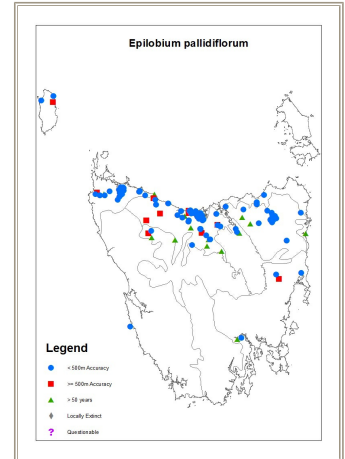 Epilobium pallidiflorum
Legend
< 500m Accuracy
>= 500m Accuracy
> 50 years
Locally Extinct
? Questionable